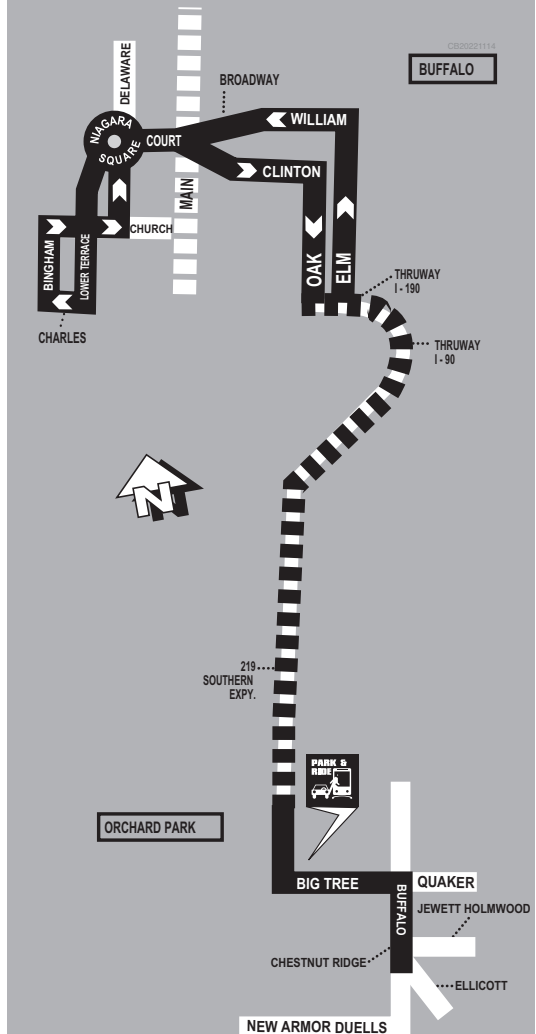 CB20221114
BUFFALO
DELAWARE
BROADWAY
NIAGARA
SQUARE
COURT
WILLIAM
CLINTON
MAIN
CHURCH
BINGHAM
LOWER TERRACE
OAK
ELM
CHARLES
THRUWAY
I - 190
THRUWAY
I - 90
N
219
SOUTHERN
EXPY.
PARK &
RIDE
ORCHARD PARK
BIG TREE
BUFFALO
QUAKER
JEWETT HOLMWOOD
CHESTNUT RIDGE
ELLICOTT
NEW ARMOR DUELLS